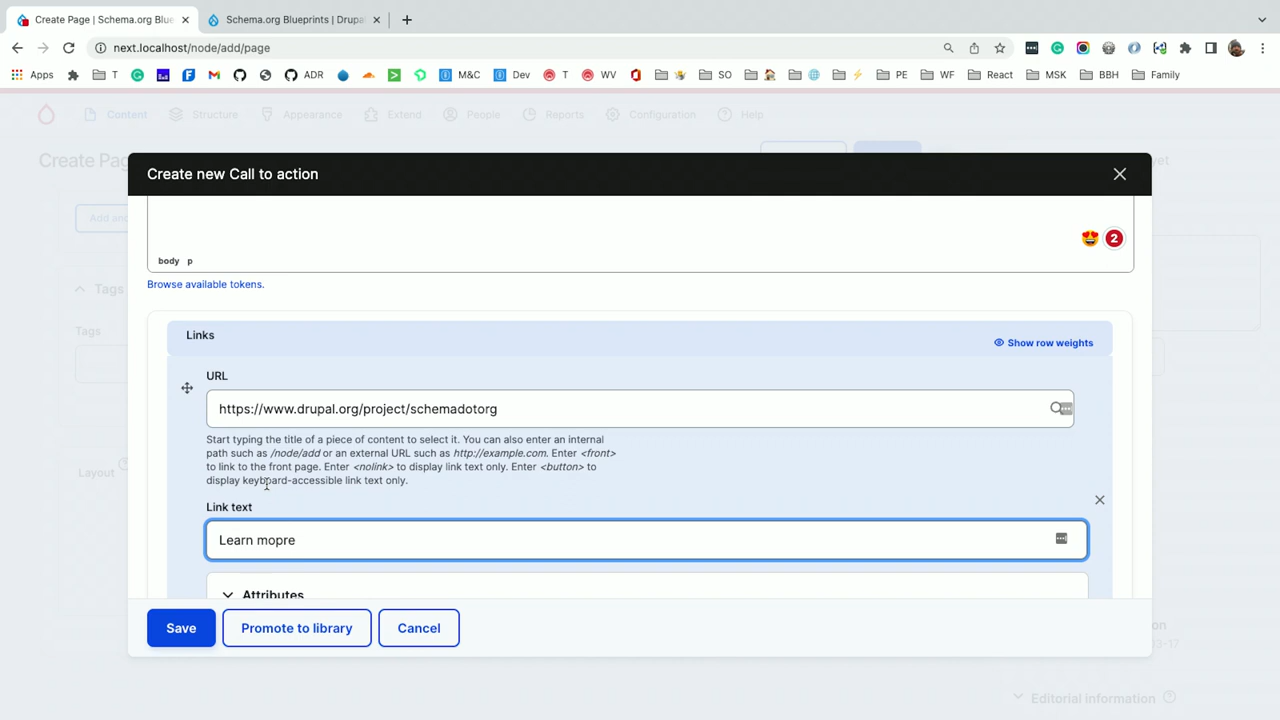 Create Page | Schema.org Blue
Schema.org Blueprints | Drupa
next.localhost/node/add/page
Apps
T
ADR
M&C
Dev
T
WV
SO
PE
WF
React
MSK
BBH
Family
Content
Structure
Appearance
Extend
People
Reports
Configuration
Help
Create Pag
Create new Call to action
2
body p
Browse available tokens.
Tags
Tags
Layout
Links
Show row weights
URL
https://www.drupal.org/project/schemadotorg
Start typing the title of a piece of content to select it. You can also enter an internal
path such as /node/add or an external URL such as http://example.com. Enter <front>
to link to the front page. Enter <nolink> to display link text only. Enter <button> to
display keyboard-accessible link text only.
Link text
Learn mopre
Attributes
Save
Promote to library
Cancel
Editorial information